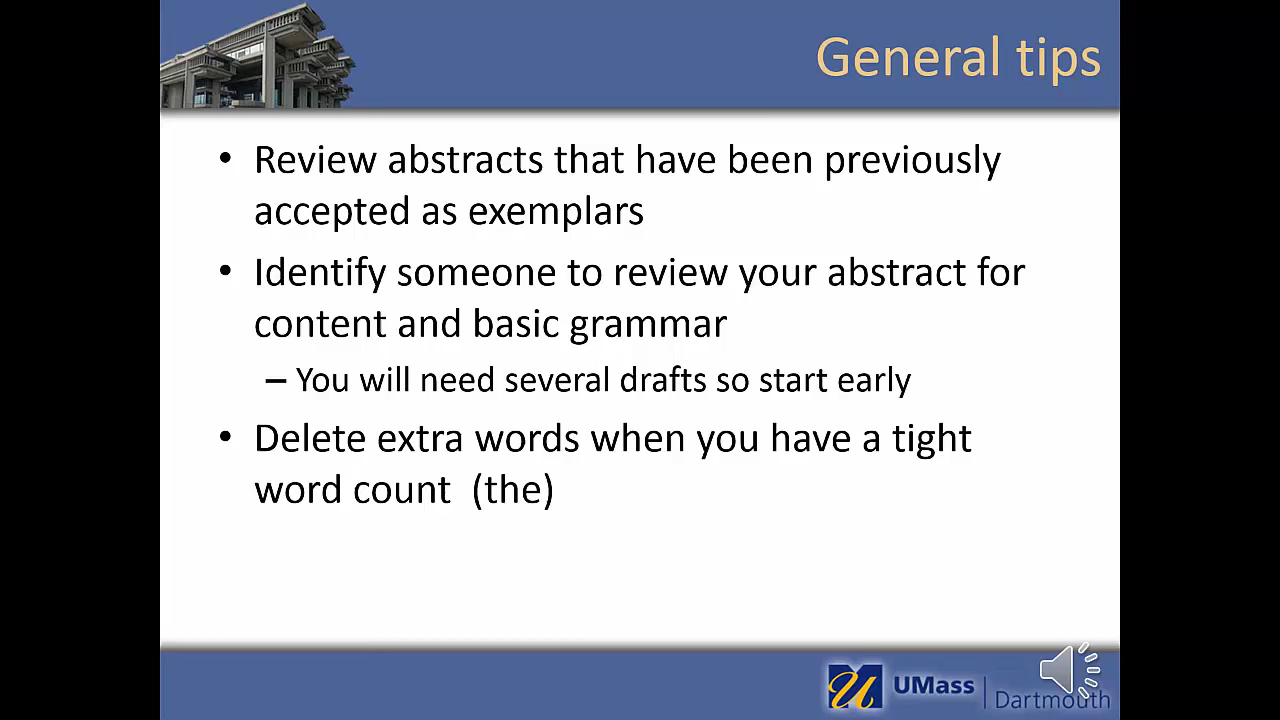 General tips
• Review abstracts that have been previously
accepted as exemplars
• Identify someone to review your abstract for
content and basic grammar
– You will need several drafts so start early
• Delete extra words when you have a tight
word count  (the)
UMass | Dartmouth